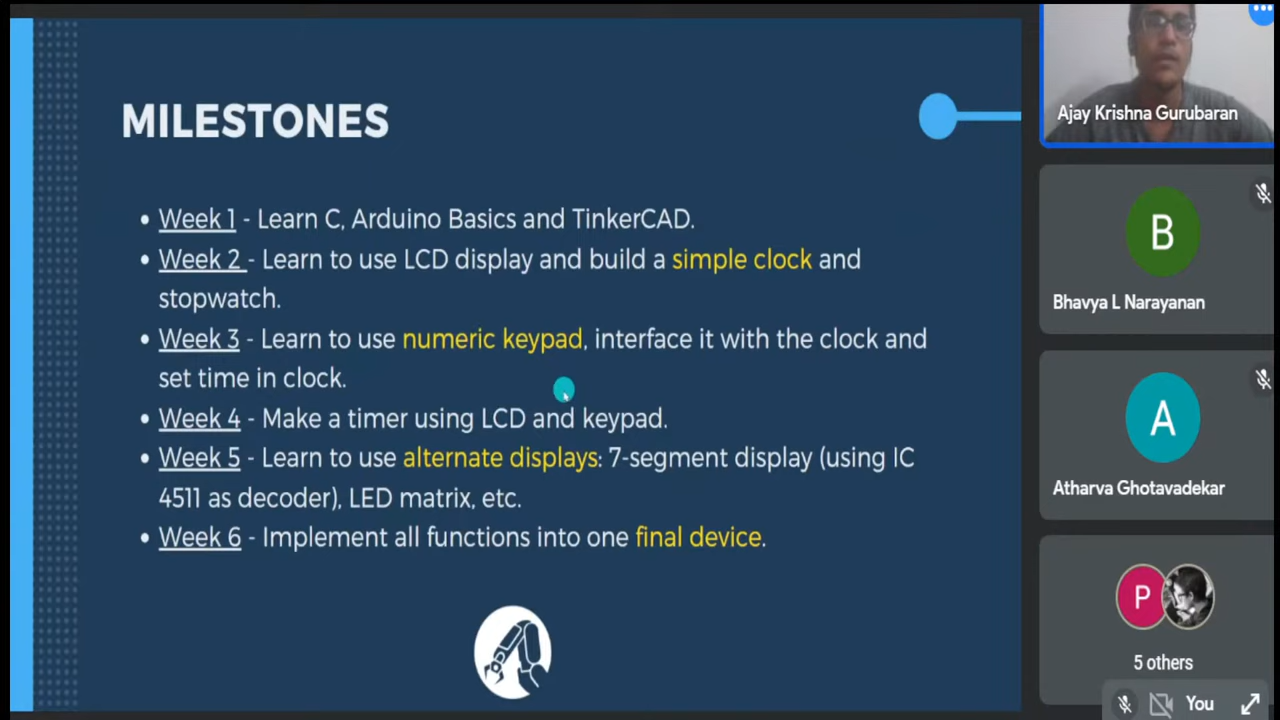 MILESTONES
• Week 1 - Learn C, Arduino Basics and TinkerCAD.
• Week 2 - Learn to use LCD display and build a simple clock and
stopwatch.
• Week 3 - Learn to use numeric keypad, interface it with the clock and
set time in clock.
• Week 4 - Make a timer using LCD and keypad.
• Week 5 - Learn to use alternate displays: 7-segment display (using IC
4511 as decoder), LED matrix, etc.
• Week 6 - Implement all functions into one final device.
Ajay Krishna Gurubaran
B
Bhavya L Narayanan
A
Atharva Ghotavadekar
P
5 others
You